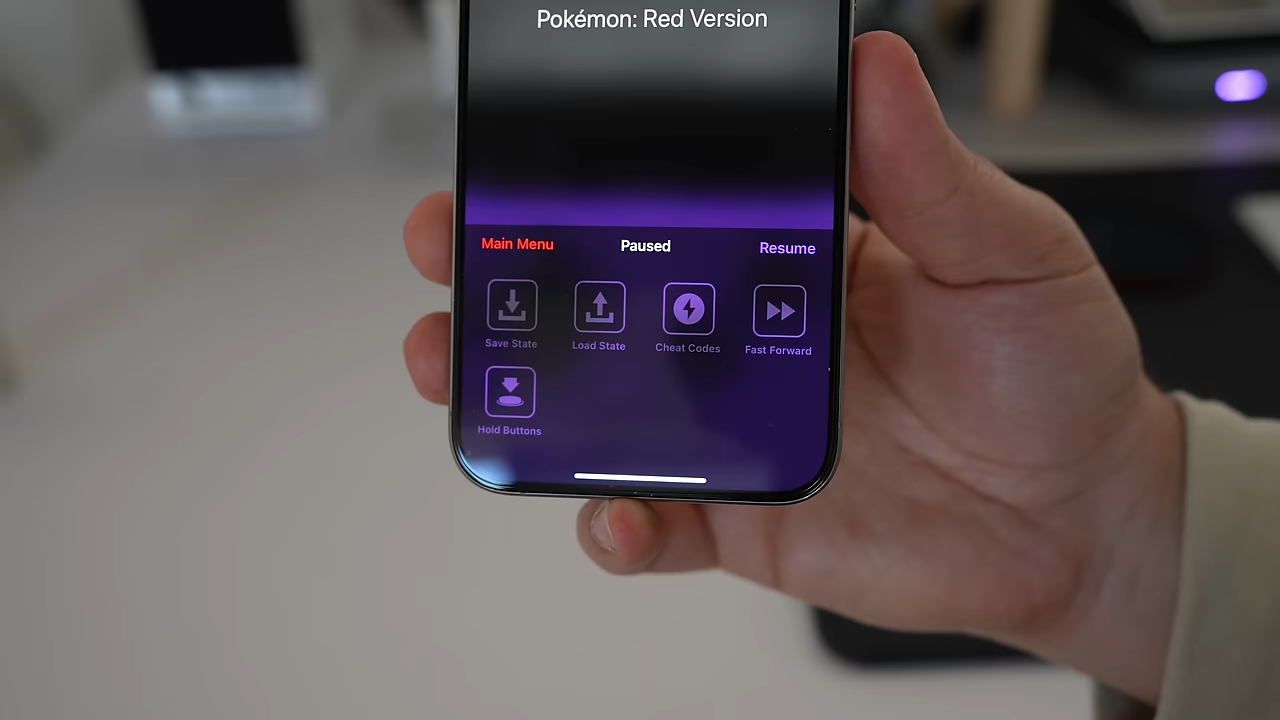 Pokémon: Red Version
Main Menu Paused Resume
Save State Load State Cheat Codes Fast Forward
Hold Buttons